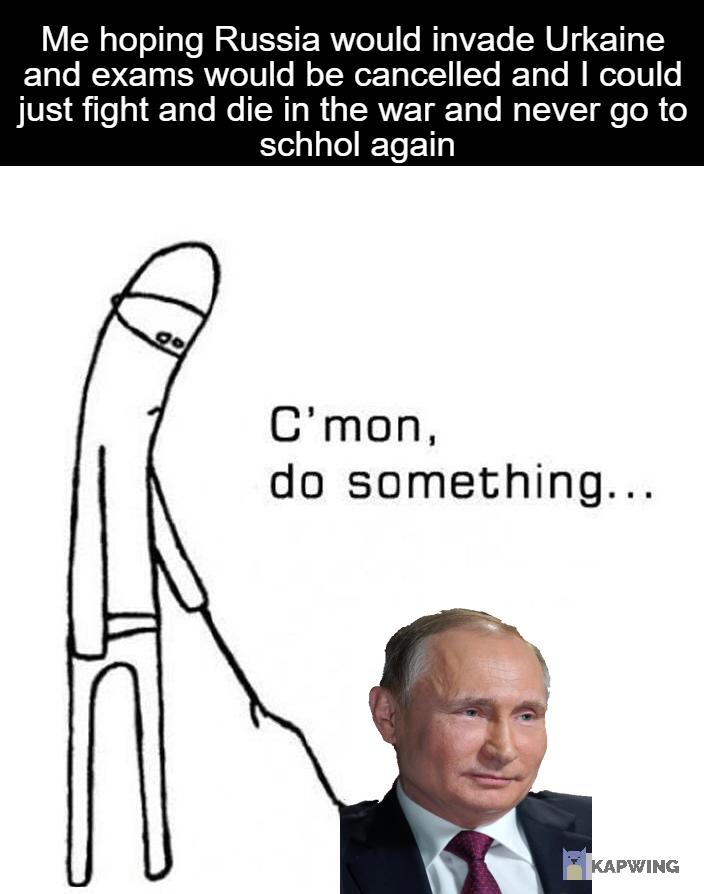 Me hoping Russia would invade Urkaine
and exams would be cancelled and I could
just fight and die in the war and never go to
schhol again
C'mon,
do something...
KAPWING